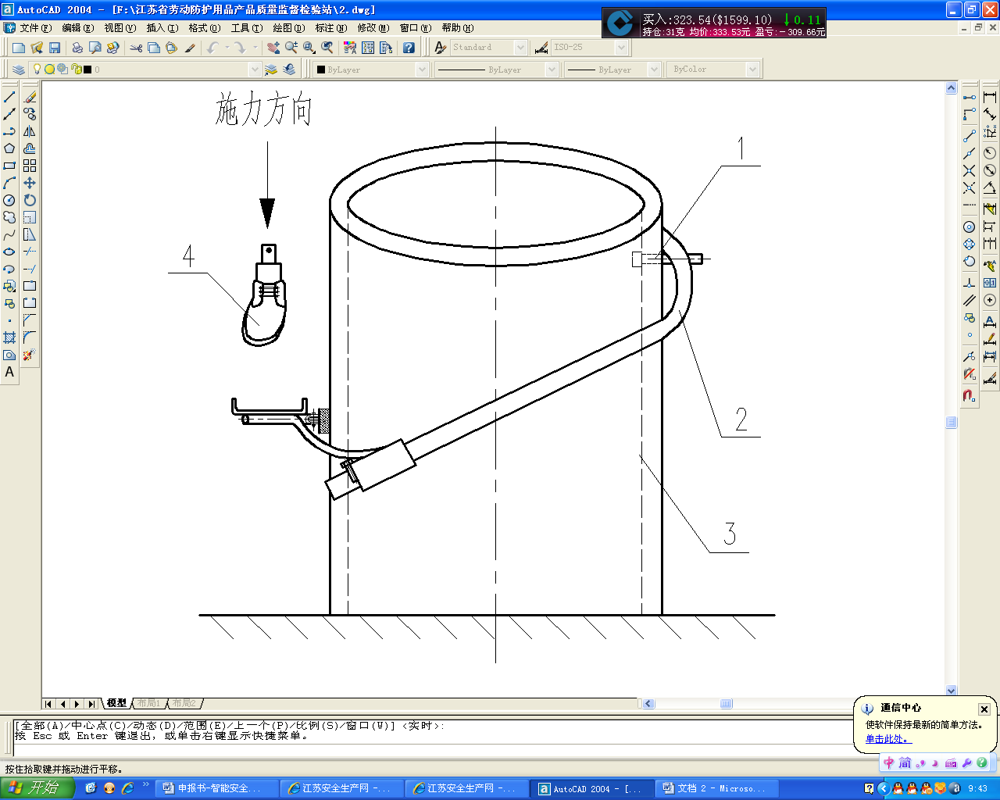 AutoCAD 2004 - [F:\江苏省劳动防护用品产品质量监督检验站\2.dwg]
买入:323.54($1599.10) ↓0.11
持仓:31克 均价:333.53元 盈亏:-309.66元
文件(F) 编辑(E) 视图(V) 插入(I) 格式(O) 工具(T) 绘图(D) 标注(N) 修改(M) 窗口(W) 帮助(H)
Standard ISO-25
0 ByLayer ByLayer ByLayer ByColor
施力方向
1
4
2
3
A
模型 布局1 布局2
[全部(A)/中心点(C)/动态(D)/范围(E)/上一个(P)/比例(S)/窗口(W)] <实时>:
按 Esc 或 Enter 键退出，或单击右键显示快捷菜单。
通信中心
使软件保持最新的简单方法。
单击此处。
按住拾取键并拖动进行平移。
中 简
开始 申报书-智能安全... 江苏安全生产网 -... 江苏安全生产网 -... AutoCAD 2004 - [... 文档 2 - Microso... 9:43